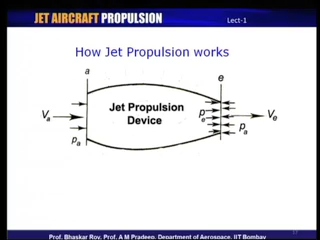 JET AIRCRAFT PROPULSION
Lect-1
How Jet Propulsion works
a
e
Jet Propulsion
Device
Va
pe
Ve
pa
pa
Prof. Bhaskar Roy, Prof. A M Pradeep, Department of Aerospace, IIT Bombay